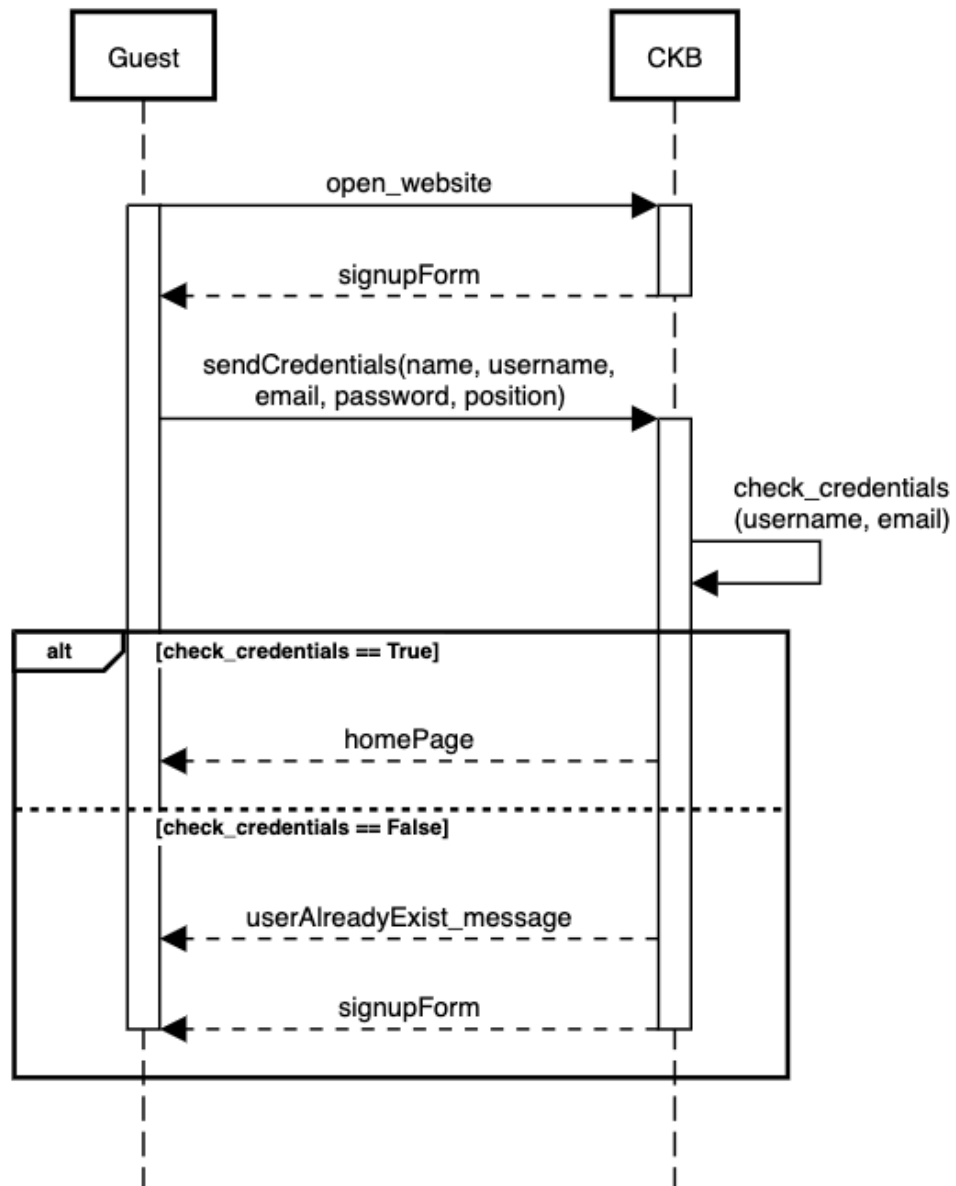 Guest
CKB
open_website
signupForm
sendCredentials(name, username,
email, password, position)
check_credentials
(username, email)
alt
[check_credentials == True]
homePage
[check_credentials == False]
userAlreadyExist_message
signupForm